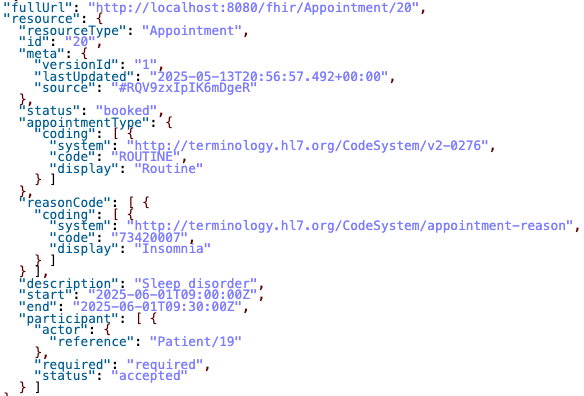 "fullUrl": "http://localhost:8080/fhir/Appointment/20",
"resource": {
  "resourceType": "Appointment",
  "id": "20",
  "meta": {
    "versionId": "1",
    "lastUpdated": "2025-05-13T20:56:57.492+00:00",
    "source": "#RQV9zxIpIK6mDgeR"
  },
  "status": "booked",
  "appointmentType": {
    "coding": [ {
      "system": "http://terminology.hl7.org/CodeSystem/v2-0276",
      "code": "ROUTINE",
      "display": "Routine"
    } ]
  },
  "reasonCode": [ {
    "coding": [ {
      "system": "http://terminology.hl7.org/CodeSystem/appointment-reason",
      "code": "73420007",
      "display": "Insomnia"
    } ]
  } ],
  "description": "Sleep disorder",
  "start": "2025-06-01T09:00:00Z",
  "end": "2025-06-01T09:30:00Z",
  "participant": [ {
    "actor": {
      "reference": "Patient/19"
    },
    "required": "required",
    "status": "accepted"
  } ]